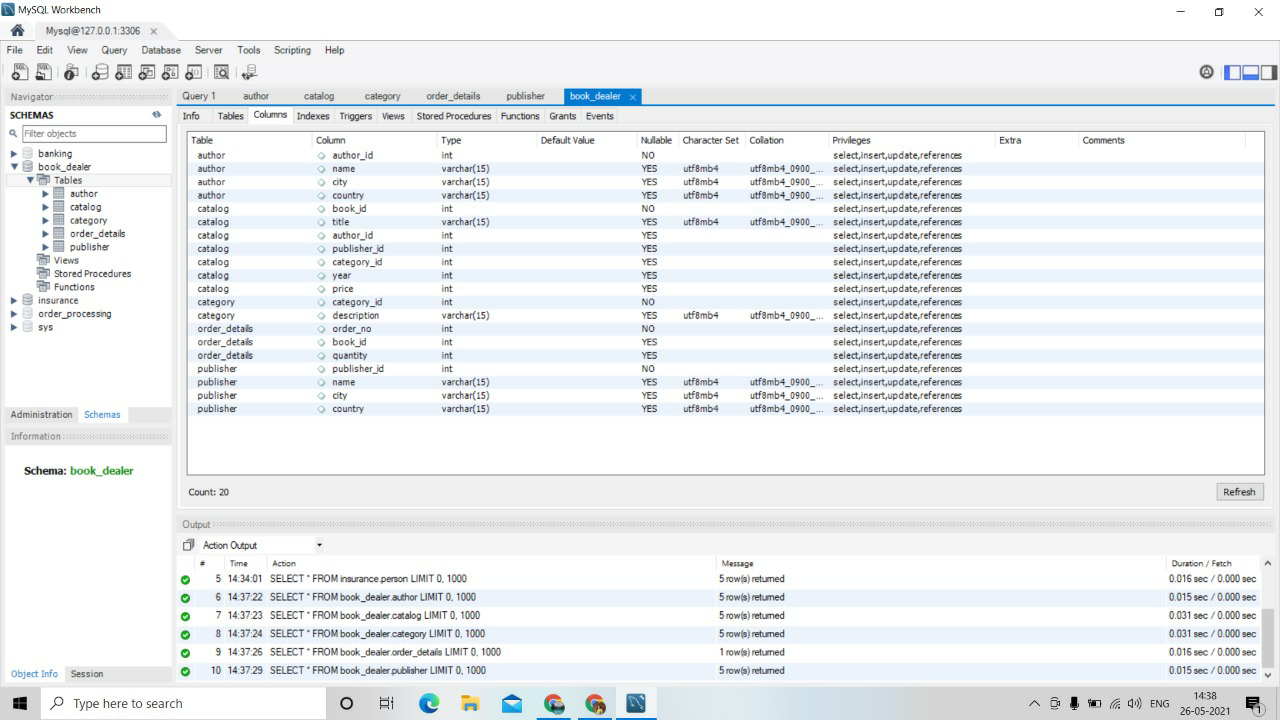 MySQL Workbench
Mysql@127.0.0.1:3306 ×
File Edit View Query Database Server Tools Scripting Help
Navigator
SCHEMAS
Filter objects
banking
book_dealer
Tables
author
catalog
category
order_details
publisher
Views
Stored Procedures
Functions
insurance
order_processing
sys
Administration Schemas
Information
Schema: book_dealer
Object Info Session
Query 1 author catalog category order_details publisher book_dealer ×
Info Tables Columns Indexes Triggers Views Stored Procedures Functions Grants Events
Table Column Type Default Value Nullable Character Set Collation Privileges Extra Comments
author author_id int NO select,insert,update,references
author name varchar(15) YES utf8mb4 utf8mb4_0900_... select,insert,update,references
author city varchar(15) YES utf8mb4 utf8mb4_0900_... select,insert,update,references
author country varchar(15) YES utf8mb4 utf8mb4_0900_... select,insert,update,references
catalog book_id int NO select,insert,update,references
catalog title varchar(15) YES utf8mb4 utf8mb4_0900_... select,insert,update,references
catalog author_id int YES select,insert,update,references
catalog publisher_id int YES select,insert,update,references
catalog category_id int YES select,insert,update,references
catalog year int YES select,insert,update,references
catalog price int YES select,insert,update,references
category category_id int NO select,insert,update,references
category description varchar(15) YES utf8mb4 utf8mb4_0900_... select,insert,update,references
order_details order_no int NO select,insert,update,references
order_details book_id int YES select,insert,update,references
order_details quantity int YES select,insert,update,references
publisher publisher_id int NO select,insert,update,references
publisher name varchar(15) YES utf8mb4 utf8mb4_0900_... select,insert,update,references
publisher city varchar(15) YES utf8mb4 utf8mb4_0900_... select,insert,update,references
publisher country varchar(15) YES utf8mb4 utf8mb4_0900_... select,insert,update,references
Count: 20
Refresh
Output
Action Output
# Time Action Message Duration / Fetch
5 14:34:01 SELECT * FROM insurance.person LIMIT 0, 1000 5 row(s) returned 0.016 sec / 0.000 sec
6 14:37:22 SELECT * FROM book_dealer.author LIMIT 0, 1000 5 row(s) returned 0.015 sec / 0.000 sec
7 14:37:23 SELECT * FROM book_dealer.catalog LIMIT 0, 1000 5 row(s) returned 0.031 sec / 0.000 sec
8 14:37:24 SELECT * FROM book_dealer.category LIMIT 0, 1000 5 row(s) returned 0.031 sec / 0.000 sec
9 14:37:26 SELECT * FROM book_dealer.order_details LIMIT 0, 1000 1 row(s) returned 0.016 sec / 0.000 sec
10 14:37:29 SELECT * FROM book_dealer.publisher LIMIT 0, 1000 5 row(s) returned 0.015 sec / 0.000 sec
Type here to search
ENG
14:38
26-05-2021
1